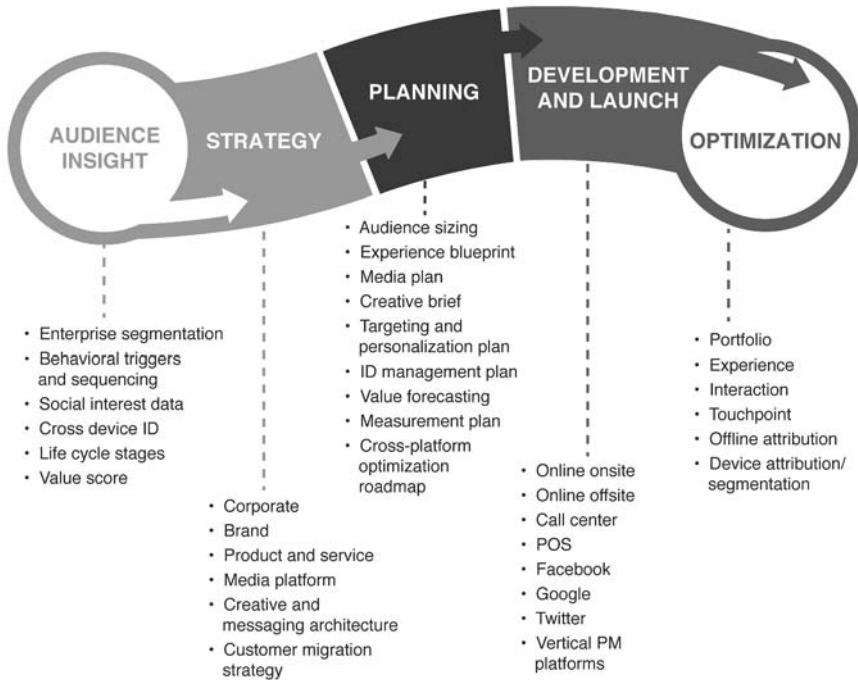 AUDIENCE
INSIGHT
STRATEGY
PLANNING
DEVELOPMENT
AND LAUNCH
OPTIMIZATION
• Enterprise segmentation
• Behavioral triggers
and sequencing
• Social interest data
• Cross device ID
• Life cycle stages
• Value score
• Corporate
• Brand
• Product and service
• Media platform
• Creative and
messaging architecture
• Customer migration
strategy
• Audience sizing
• Experience blueprint
• Media plan
• Creative brief
• Targeting and
personalization plan
• ID management plan
• Value forecasting
• Measurement plan
• Cross-platform
optimization
roadmap
• Online onsite
• Online offsite
• Call center
• POS
• Facebook
• Google
• Twitter
• Vertical PM
platforms
• Portfolio
• Experience
• Interaction
• Touchpoint
• Offline attribution
• Device attribution/
segmentation